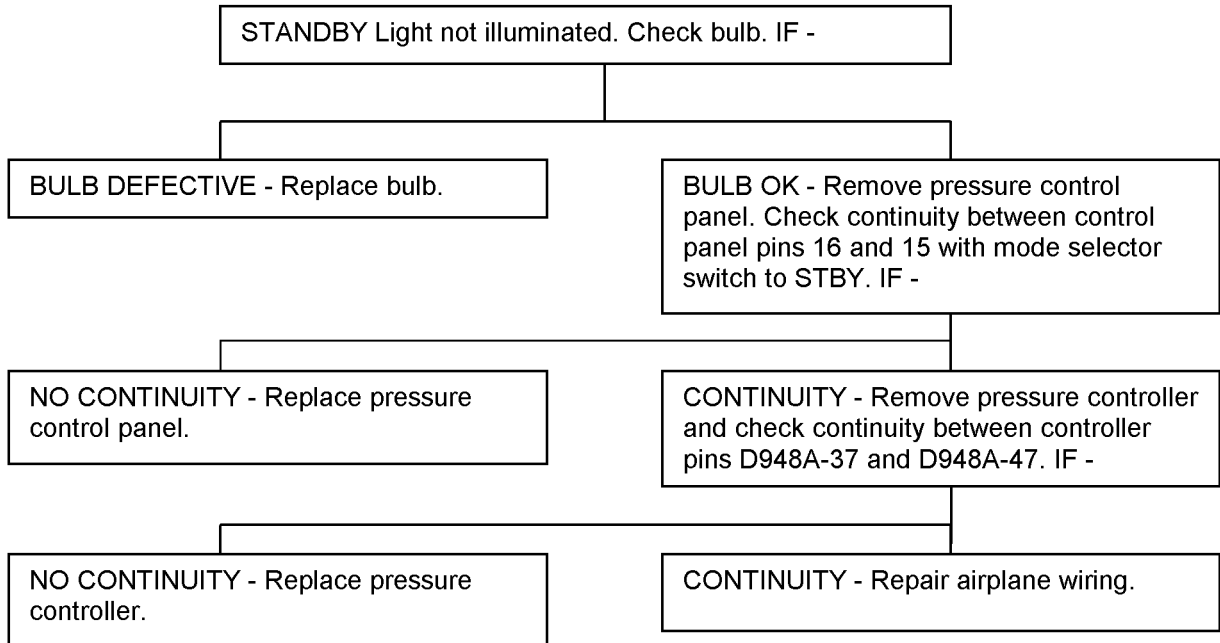 STANDBY Light not illuminated. Check bulb. IF -
BULB DEFECTIVE - Replace bulb.
BULB OK - Remove pressure control
panel. Check continuity between control
panel pins 16 and 15 with mode selector
switch to STBY. IF -
NO CONTINUITY - Replace pressure
control panel.
CONTINUITY - Remove pressure controller
and check continuity between controller
pins D948A-37 and D948A-47. IF -
NO CONTINUITY - Replace pressure
controller.
CONTINUITY - Repair airplane wiring.